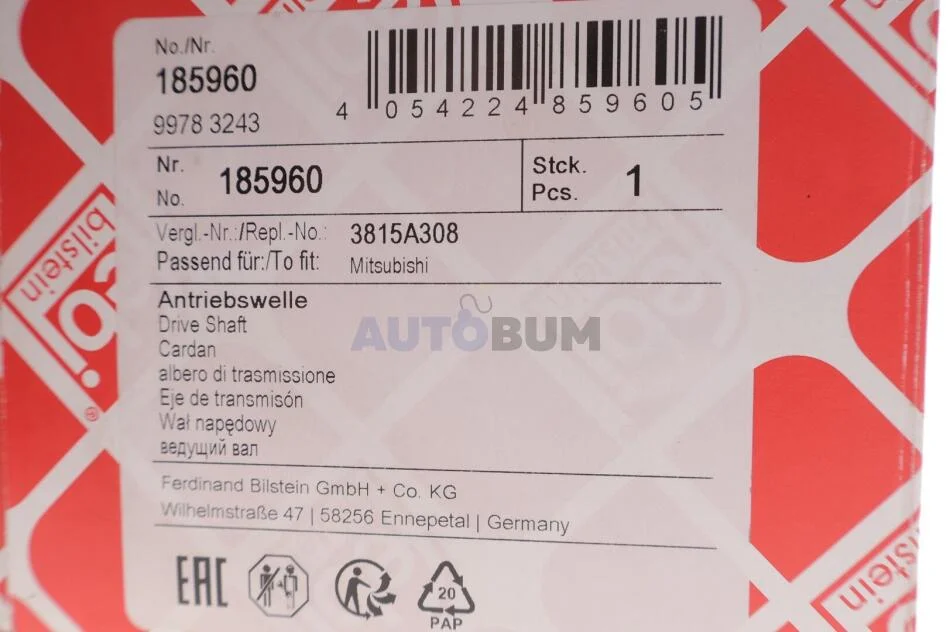 No./Nr.
185960
9978 3243
4 054224 859605
Nr.
No. 185960
Stck.
Pcs. 1
Vergl.-Nr.:/Repl.-No.: 3815A308
Passend für:/To fit: Mitsubishi
Antriebswelle
Drive Shaft
Cardan
albero di trasmissione
Eje de transmisón
Wał napędowy
ведущий вал
AUTOBUM
Ferdinand Bilstein GmbH + Co. KG
Wilhelmstraße 47 | 58256 Ennepetal | Germany
EAC
20
PAP
bilstein
®
bilstein